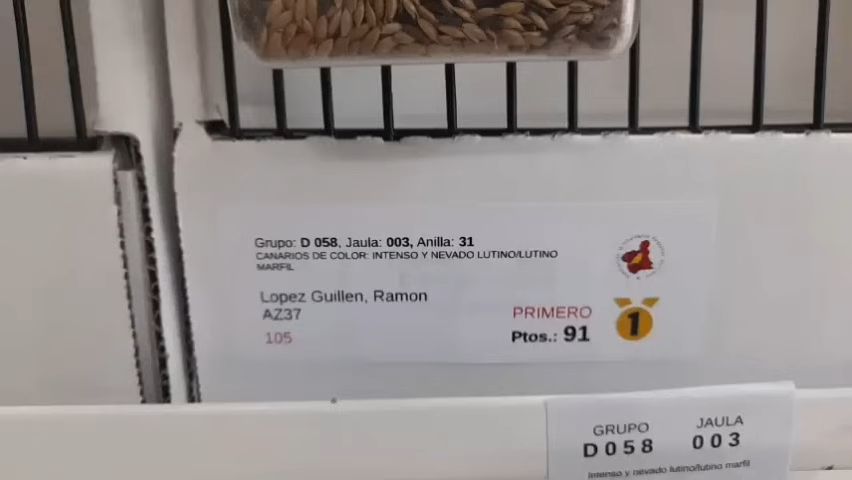 Grupo: D 058, Jaula: 003, Anilla: 31
CANARIOS DE COLOR: INTENSO Y NEVADO LUTINO/LUTINO
MARFIL
Lopez Guillen, Ramon
AZ37
105
PRIMERO
Ptos.: 91
1
GRUPO JAULA
D058 003
Intenso y nevado lutino/lutino marfil